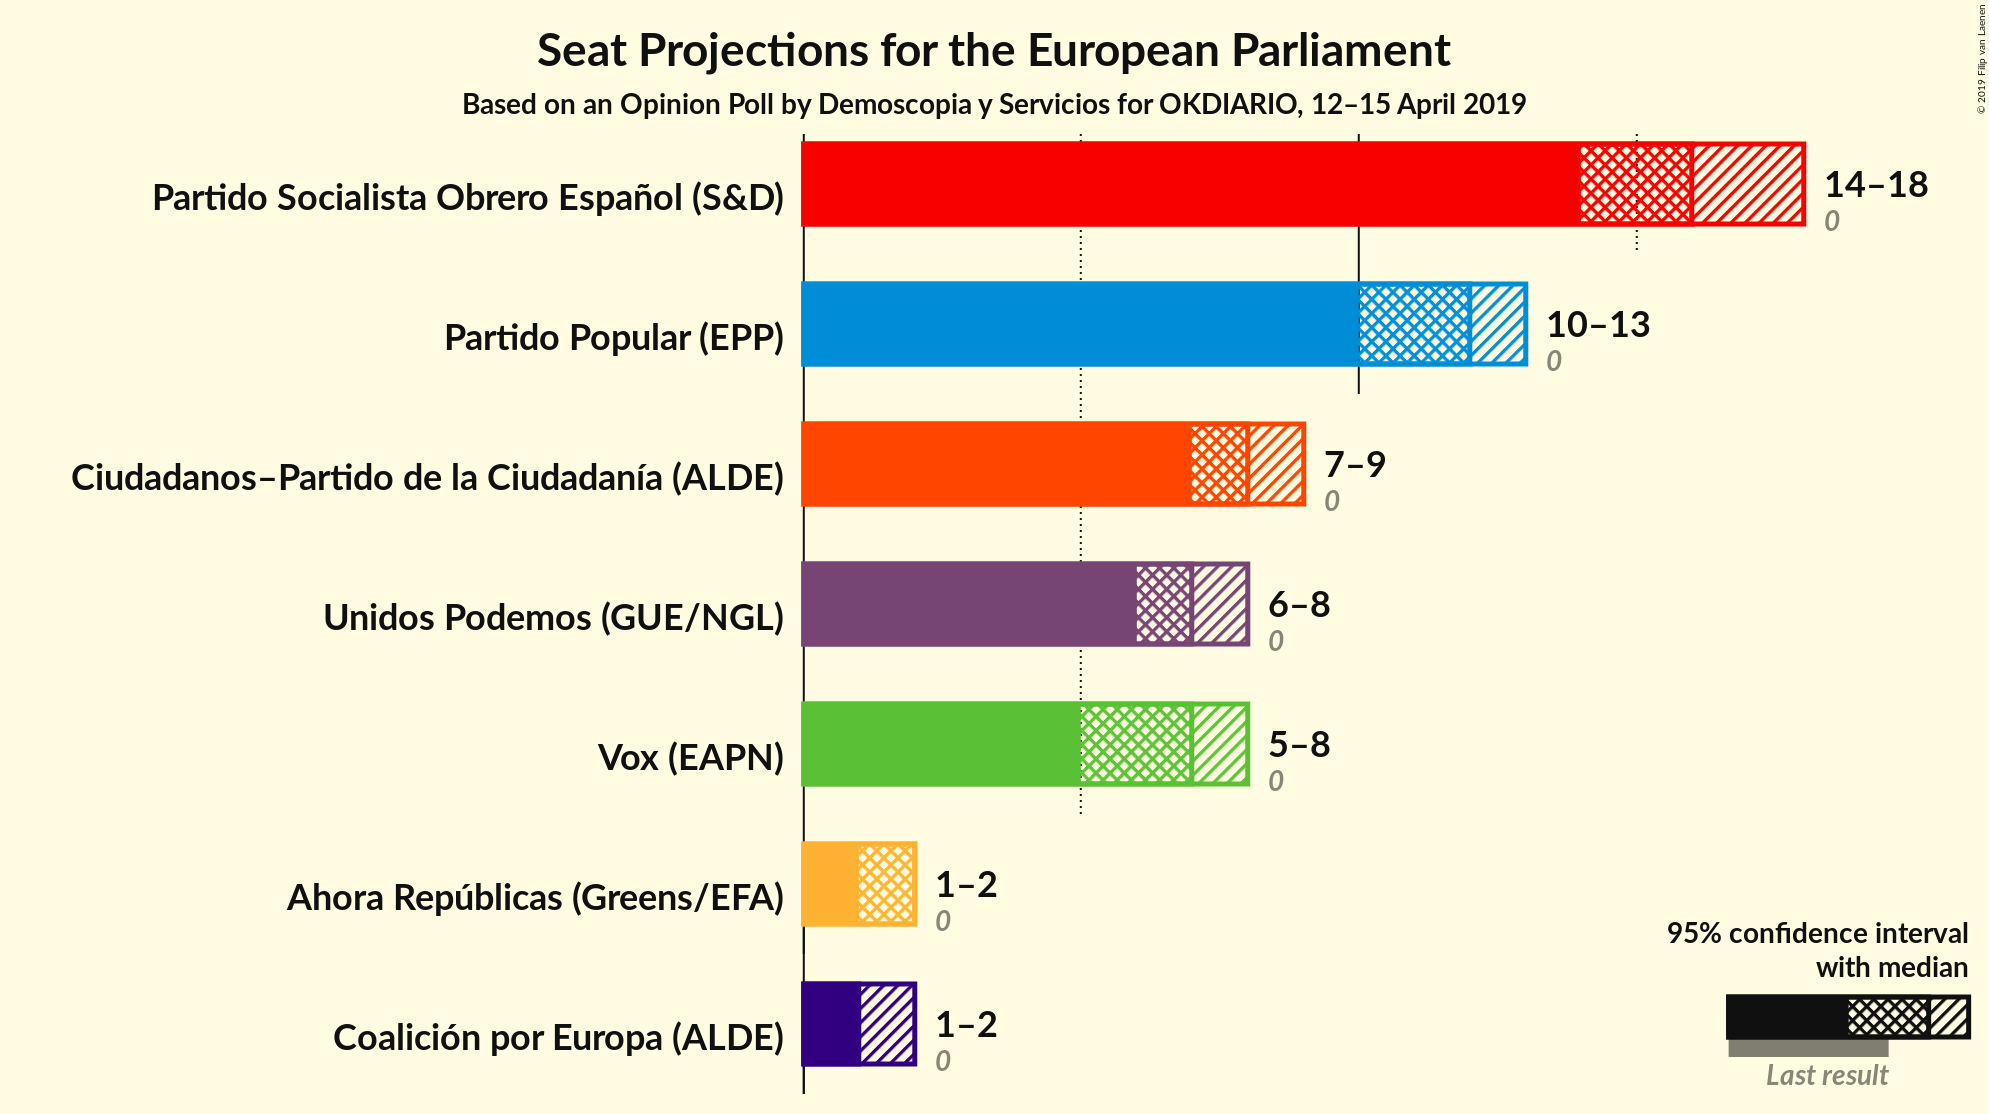 Seat Projections for the European Parliament
Based on an Opinion Poll by Demoscopia y Servicios for OKDIARIO, 12–15 April 2019
© 2019 Filip van Laenen
Partido Socialista Obrero Español (S&D)
14–18
0
Partido Popular (EPP)
10–13
0
Ciudadanos–Partido de la Ciudadanía (ALDE)
7–9
0
Unidos Podemos (GUE/NGL)
6–8
0
Vox (EAPN)
5–8
0
Ahora Repúblicas (Greens/EFA)
1–2
0
Coalición por Europa (ALDE)
1–2
0
95% confidence interval
with median
Last result